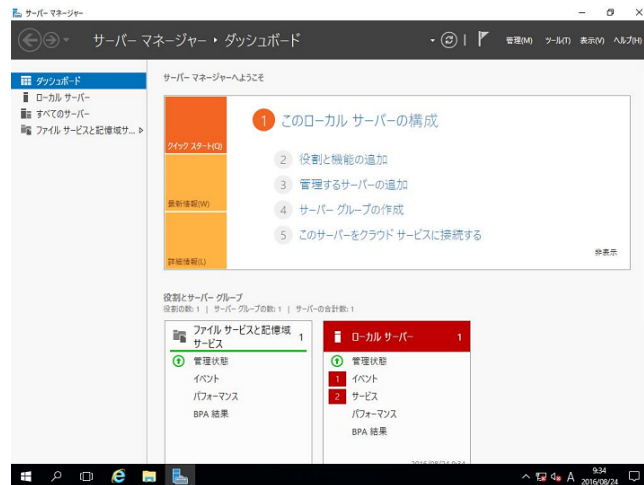 サーバー マネージャー
サーバー マネージャー・ダッシュボード
管理(M) ツール(T) 表示(V) ヘルプ(H)
ダッシュボード
ローカル サーバー
すべてのサーバー
ファイル サービスと記憶域サ...
サーバー マネージャーへようこそ
クイック スタート(Q)
最新情報(W)
詳細情報(L)
1 このローカル サーバーの構成
2 役割と機能の追加
3 管理するサーバーの追加
4 サーバー グループの作成
5 このサーバーをクラウド サービスに接続する
非表示
役割とサーバー グループ
役割の数: 1 | サーバー グループの数: 1 | サーバーの合計数: 1
ファイル サービスと記憶域サービス 1
管理状態
イベント
パフォーマンス
BPA 結果
ローカル サーバー 1
管理状態
1 イベント
2 サービス
パフォーマンス
BPA 結果
2016/08/24 9:34
A
9:34
2016/08/24